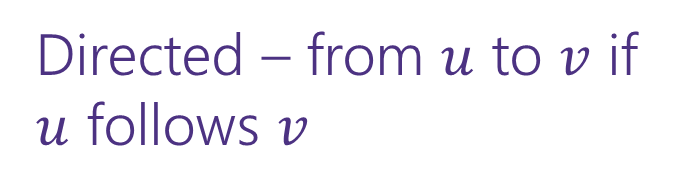 Directed – from u to v if
u follows v